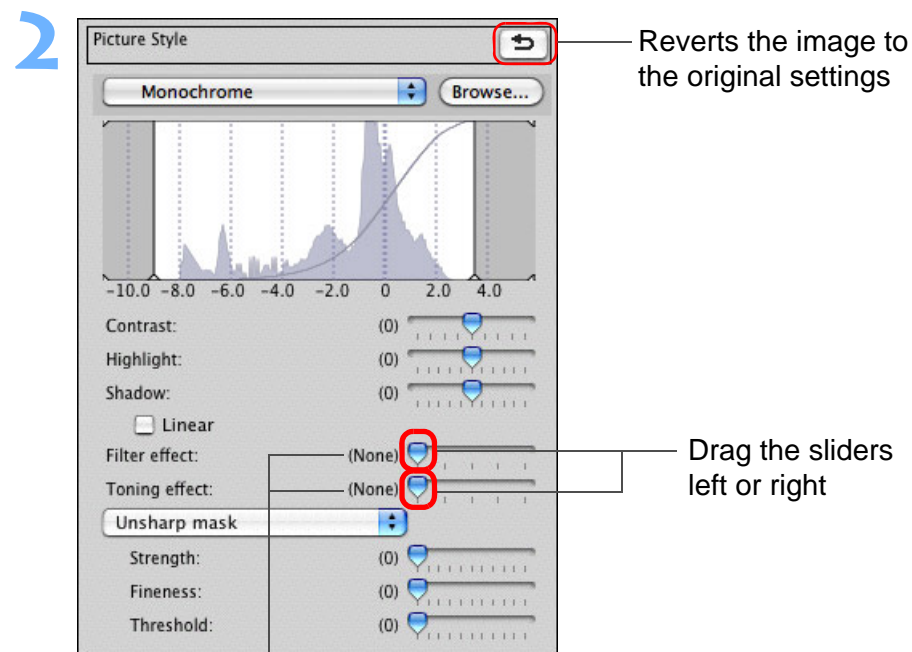 2
Picture Style
Reverts the image to
the original settings
Monochrome
Browse...
-10.0 -8.0 -6.0 -4.0 -2.0 0 2.0 4.0
Contrast: (0)
Highlight: (0)
Shadow: (0)
Linear
Filter effect: (None)
Toning effect: (None)
Drag the sliders
left or right
Unsharp mask
Strength: (0)
Fineness: (0)
Threshold: (0)